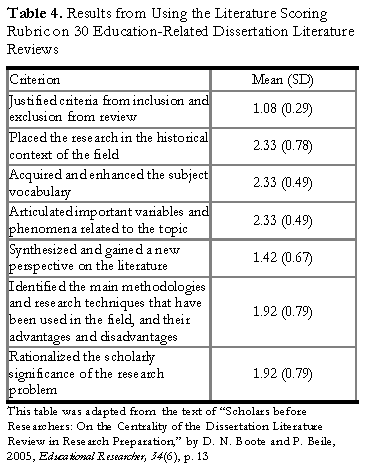 Table 4. Results from Using the Literature Scoring
Rubric on 30 Education-Related Dissertation Literature
Reviews
Criterion Mean (SD)
Justified criteria from inclusion and
exclusion from review
1.08 (0.29)
Placed the research in the historical
context of the field
2.33 (0.78)
Acquired and enhanced the subject
vocabulary
2.33 (0.49)
Articulated important variables and
phenomena related to the topic
2.33 (0.49)
Synthesized and gained a new
perspective on the literature
1.42 (0.67)
Identified the main methodologies
and research techniques that have
been used in the field, and their
advantages and disadvantages
1.92 (0.79)
Rationalized the scholarly
significance of the research
problem
1.92 (0.79)
This table was adapted from the text of “Scholars before
Researchers: On the Centrality of the Dissertation Literature
Review in Research Preparation,” by D. N. Boote and P. Beile,
2005, Educational Researcher, 34(6), p. 13